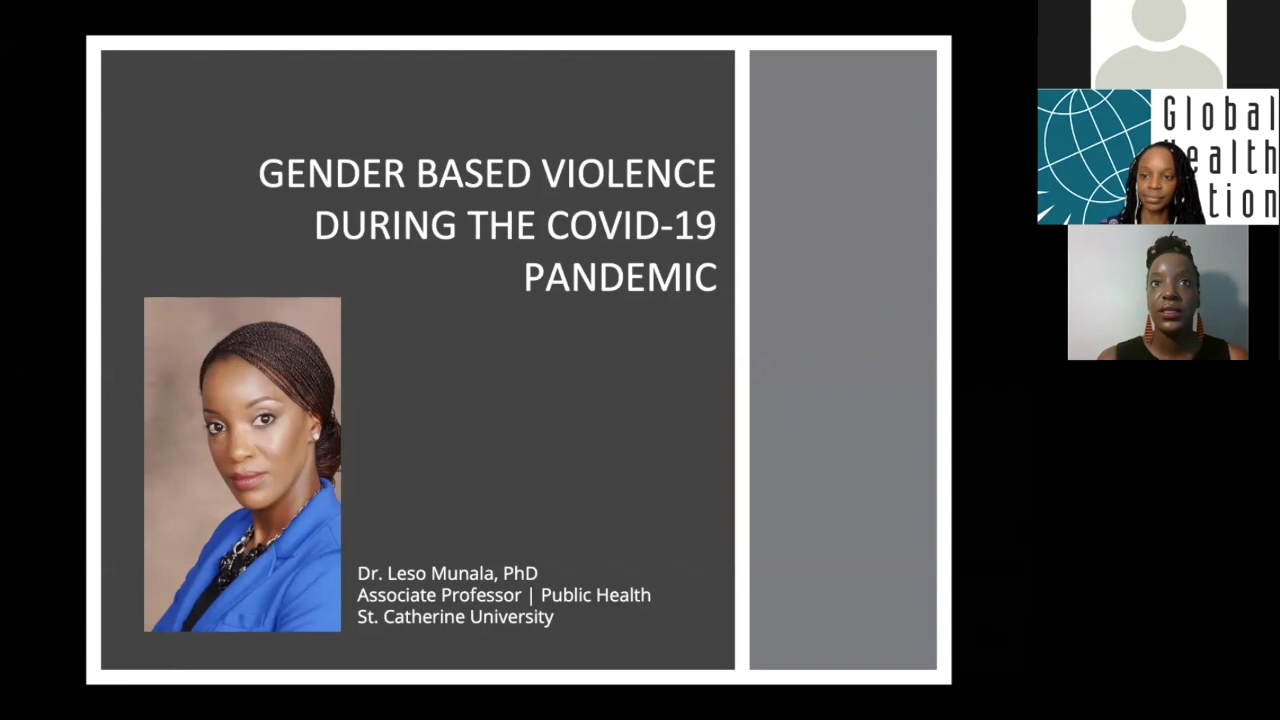 GENDER BASED VIOLENCE
DURING THE COVID-19
PANDEMIC
Dr. Leso Munala, PhD
Associate Professor | Public Health
St. Catherine University
Global
ealth
tion